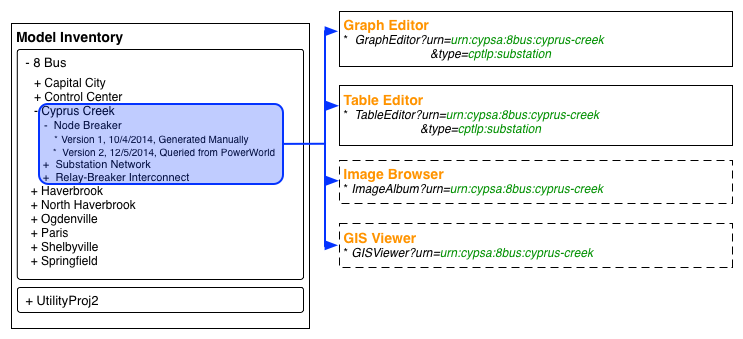 Model Inventory
- 8 Bus
+ Capital City
+ Control Center
- Cyprus Creek
- Node Breaker
* Version 1, 10/4/2014, Generated Manually
* Version 2, 12/5/2014, Queried from PowerWorld
+ Substation Network
+ Relay-Breaker Interconnect
+ Haverbrook
+ North Haverbrook
+ Ogdenville
+ Paris
+ Shelbyville
+ Springfield
+ UtilityProj2
Graph Editor
* GraphEditor?urn=urn:cypsa:8bus:cyprus-creek
&type=cptlp:substation
Table Editor
* TableEditor?urn=urn:cypsa:8bus:cyprus-creek
&type=cptlp:substation
Image Browser
* ImageAlbum?urn=urn:cypsa:8bus:cyprus-creek
GIS Viewer
* GISViewer?urn=urn:cypsa:8bus:cyprus-creek